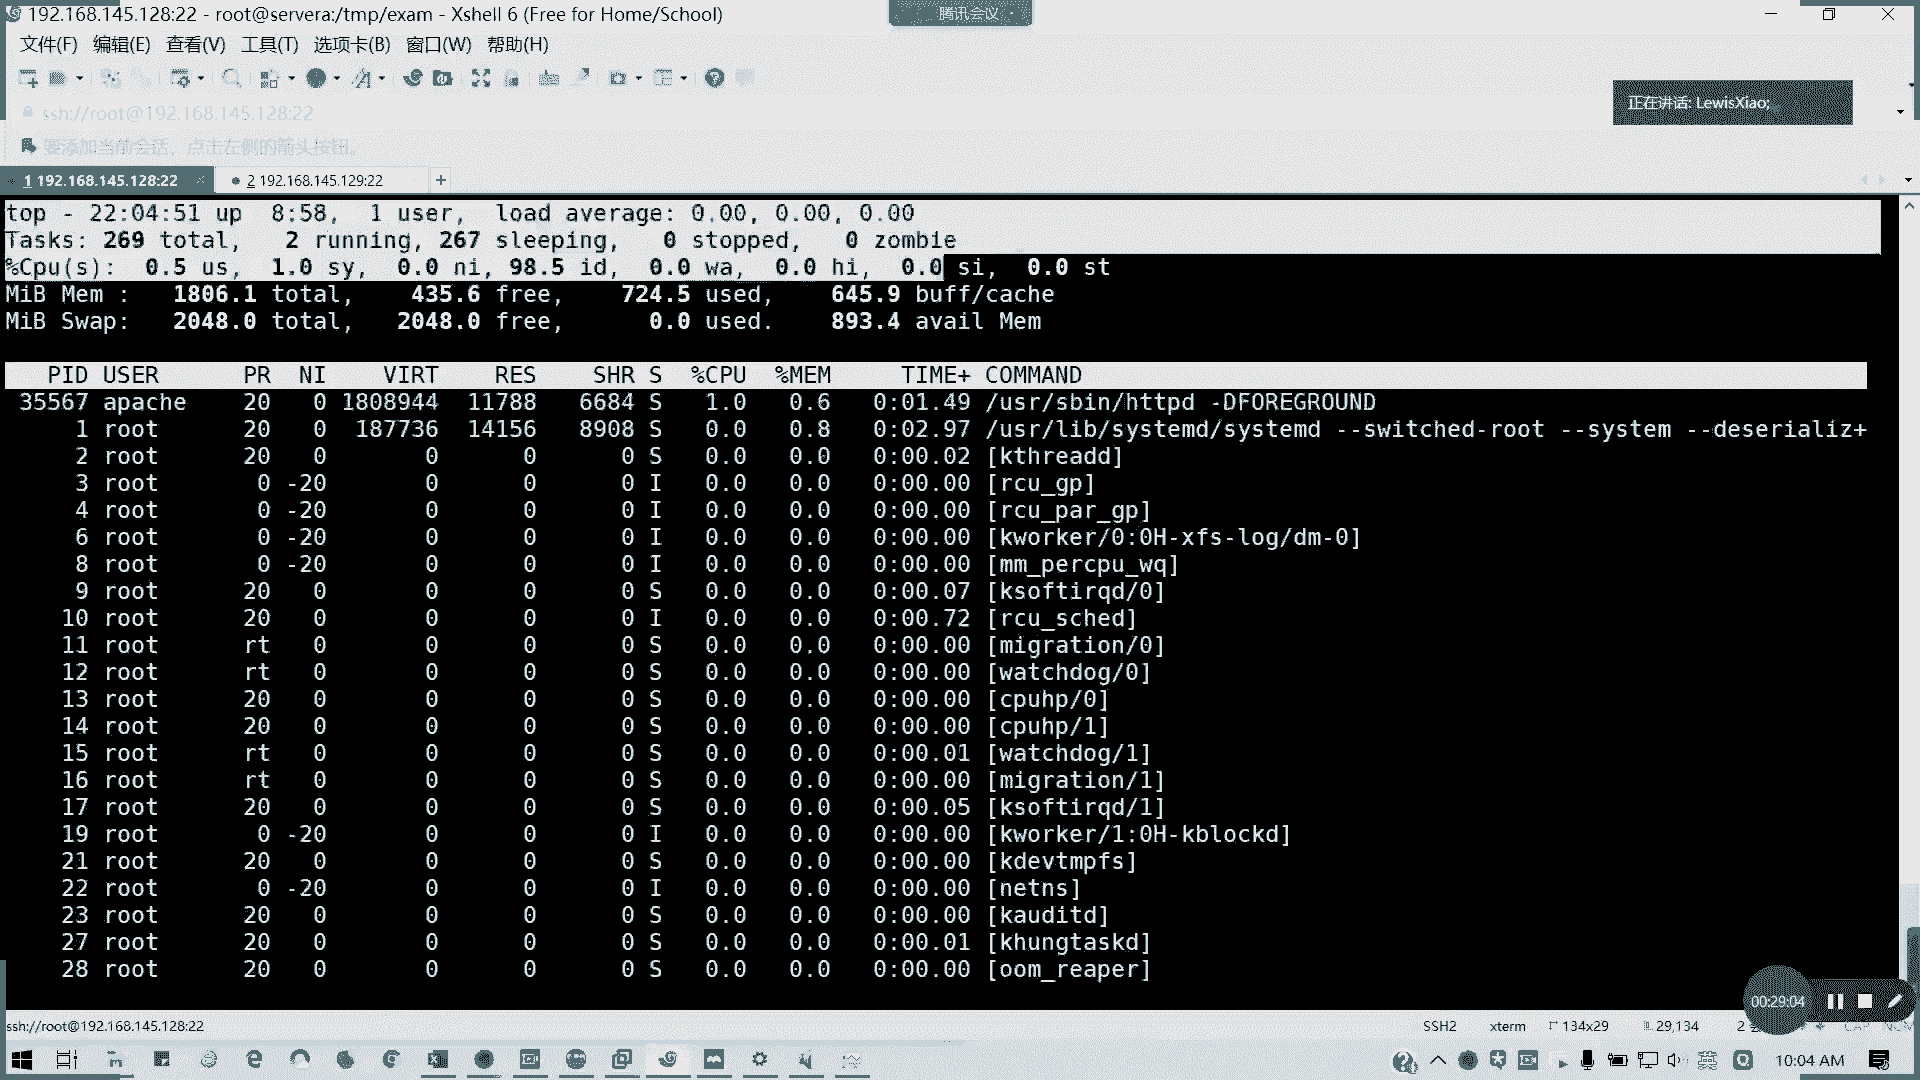 192.168.145.128:22 - root@servera:/tmp/exam - Xshell 6 (Free for Home/School)
腾讯会议
文件(F) 编辑(E) 查看(V) 工具(T) 选项卡(B) 窗口(W) 帮助(H)
正在讲话: LewisXiao;
ssh://root@192.168.145.128:22
要添加当前会话，点击左侧的箭头按钮。
1 192.168.145.128:22
2 192.168.145.129:22
top - 22:04:51 up  8:58,  1 user,  load average: 0.00, 0.00, 0.00
Tasks: 269 total,   2 running, 267 sleeping,   0 stopped,   0 zombie
%Cpu(s):  0.5 us,  1.0 sy,  0.0 ni, 98.5 id,  0.0 wa,  0.0 hi,  0.0 si,  0.0 st
MiB Mem :   1806.1 total,    435.6 free,    724.5 used,    645.9 buff/cache
MiB Swap:   2048.0 total,   2048.0 free,      0.0 used.    893.4 avail Mem
PID USER      PR  NI    VIRT    RES    SHR S  %CPU  %MEM     TIME+ COMMAND
35567 apache    20   0 1808944  11788   6684 S   1.0   0.6   0:01.49 /usr/sbin/httpd -DFOREGROUND
1 root      20   0  187736  14156   8908 S   0.0   0.8   0:02.97 /usr/lib/systemd/systemd --switched-root --system --deserializ+
2 root      20   0       0      0      0 S   0.0   0.0   0:00.02 [kthreadd]
3 root       0 -20       0      0      0 I   0.0   0.0   0:00.00 [rcu_gp]
4 root       0 -20       0      0      0 I   0.0   0.0   0:00.00 [rcu_par_gp]
6 root       0 -20       0      0      0 I   0.0   0.0   0:00.00 [kworker/0:0H-xfs-log/dm-0]
8 root       0 -20       0      0      0 I   0.0   0.0   0:00.00 [mm_percpu_wq]
9 root      20   0       0      0      0 S   0.0   0.0   0:00.07 [ksoftirqd/0]
10 root      20   0       0      0      0 I   0.0   0.0   0:00.72 [rcu_sched]
11 root      rt   0       0      0      0 S   0.0   0.0   0:00.00 [migration/0]
12 root      rt   0       0      0      0 S   0.0   0.0   0:00.00 [watchdog/0]
13 root      20   0       0      0      0 S   0.0   0.0   0:00.00 [cpuhp/0]
14 root      20   0       0      0      0 S   0.0   0.0   0:00.00 [cpuhp/1]
15 root      rt   0       0      0      0 S   0.0   0.0   0:00.01 [watchdog/1]
16 root      rt   0       0      0      0 S   0.0   0.0   0:00.00 [migration/1]
17 root      20   0       0      0      0 S   0.0   0.0   0:00.05 [ksoftirqd/1]
19 root       0 -20       0      0      0 I   0.0   0.0   0:00.00 [kworker/1:0H-kblockd]
21 root      20   0       0      0      0 S   0.0   0.0   0:00.00 [kdevtmpfs]
22 root       0 -20       0      0      0 I   0.0   0.0   0:00.00 [netns]
23 root      20   0       0      0      0 S   0.0   0.0   0:00.00 [kauditd]
27 root      20   0       0      0      0 S   0.0   0.0   0:00.01 [khungtaskd]
28 root      20   0       0      0      0 S   0.0   0.0   0:00.00 [oom_reaper]
00:29:04
ssh://root@192.168.145.128:22 SSH2 xterm 134x29 29,134 2 CAP NUM
英 10:04 AM